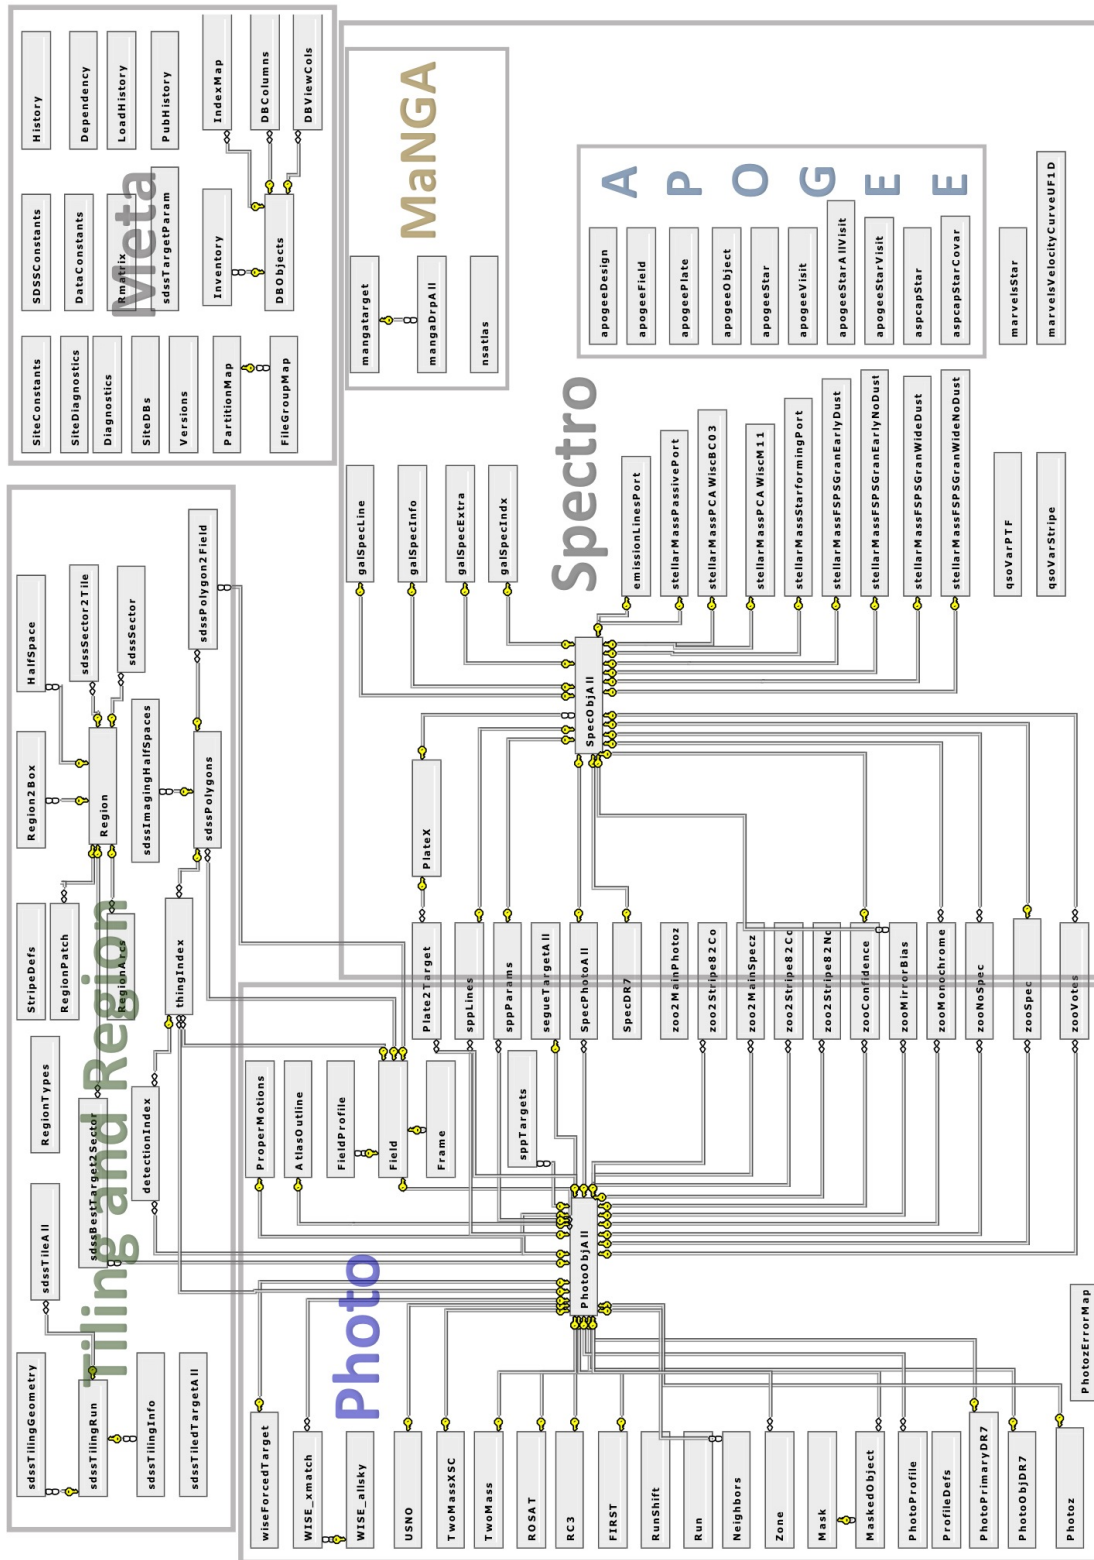 History
Dependency
LoadHistory
PubHistory
IndexMap
DBColumns
DBViewCols
SDSSConstants
DataConstants
Rmatrix
sdssTargetParam
Inventory
DBObjects
SiteConstants
SiteDiagnostics
Diagnostics
SiteDBs
Versions
PartitionMap
FileGroupMap
Meta
MaNGA
mangatarget
mangaDrpAll
nsatlas
APOGEE
apogeeDesign
apogeeField
apogeePlate
apogeeObject
apogeeStar
apogeeVisit
apogeeStarAllVisit
apogeeStarVisit
aspcapStar
aspcapStarCovar
marvelsStar
marvelsVelocityCurveUF1D
Spectro
galSpecLine
galSpecInfo
galSpecExtra
galSpecIndx
emissionLinesPort
stellarMassPassivePort
stellarMassPCAWiscBC03
stellarMassPCAWiscM11
stellarMassStarformingPort
stellarMassFSPSGranEarlyDust
stellarMassFSPSGranEarlyNoDust
stellarMassFSPSGranWideDust
stellarMassFSPSGranWideNoDust
qsoVarPTF
qsoVarStripe
SpecObjAll
PlateX
Plate2Target
sppLines
sppParams
segueTargetAll
SpecPhotoAll
SpecDR7
zoo2MainPhotoz
zoo2Stripe82Co
zoo2MainSpecz
zoo2Stripe82Co
zoo2Stripe82No
zooConfidence
zooMirrorBias
zooMonochrome
zooNoSpec
zooSpec
zooVotes
Tiling and Region
HalfSpace
sdssSector2Tile
sdssSector
sdssPolygon2Field
Region2Box
Region
sdssImagingHalfSpaces
sdssPolygons
StripeDefs
RegionPatch
RegionArcs
thingIndex
RegionTypes
sdssBestTarget2Sector
detectionIndex
sdssTileAll
sdssTilingGeometry
sdssTilingRun
sdssTilingInfo
sdssTiledTargetAll
Photo
ProperMotions
AtlasOutline
FieldProfile
Field
Frame
sppTargets
PhotoObjAll
wiseForcedTarget
WISE_xmatch
WISE_allsky
USNO
TwoMassXSC
TwoMass
ROSAT
RC3
FIRST
RunShift
Run
Neighbors
Zone
Mask
MaskedObject
PhotoProfile
ProfileDefs
PhotoPrimaryDR7
PhotoObjDR7
Photoz
PhotozErrorMap